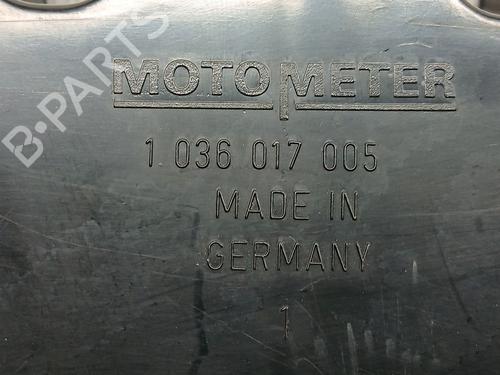 MOTOMETER
1 036 017 005
MADE IN
GERMANY
1
B-PARTS